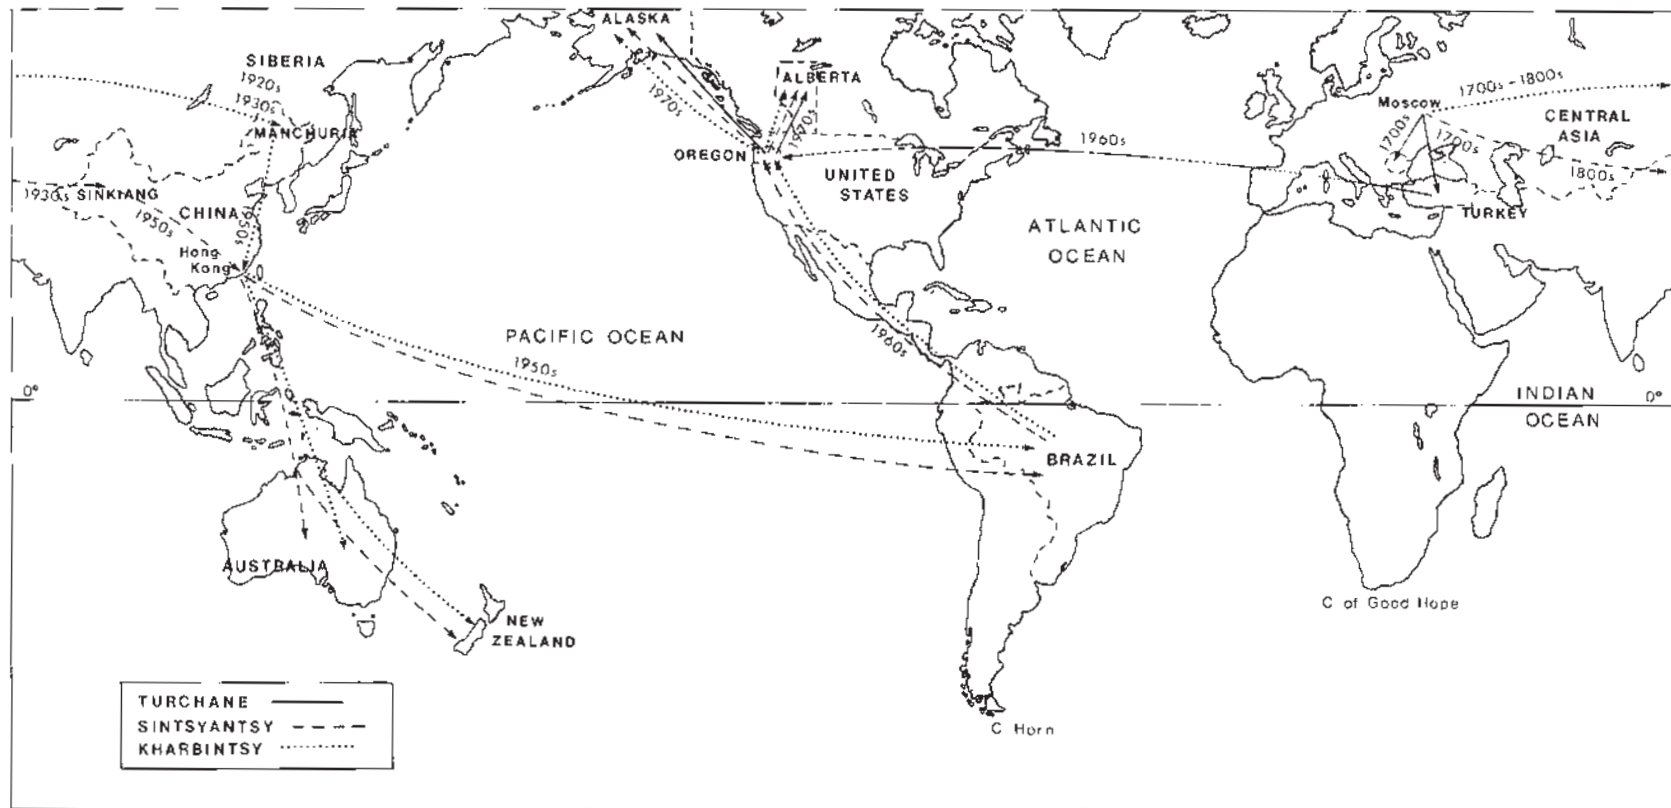 ALASKA
SIBERIA
1920s
1930s
MANCHURIA
ALBERTA
1970s
1970s
OREGON
1960s
UNITED
STATES
Moscow
1700s-1800s
CENTRAL
ASIA
1700s
1700s
1800s
TURKEY
1930s SINKIANG
CHINA
1950s
1950s
Hong
Kong
ATLANTIC
OCEAN
PACIFIC OCEAN
1950s
1960s
0°
INDIAN
OCEAN
0°
BRAZIL
AUSTRALIA
NEW
ZEALAND
C of Good Hope
C Horn
TURCHANE
SINTSYANTSY
KHARBINTSY